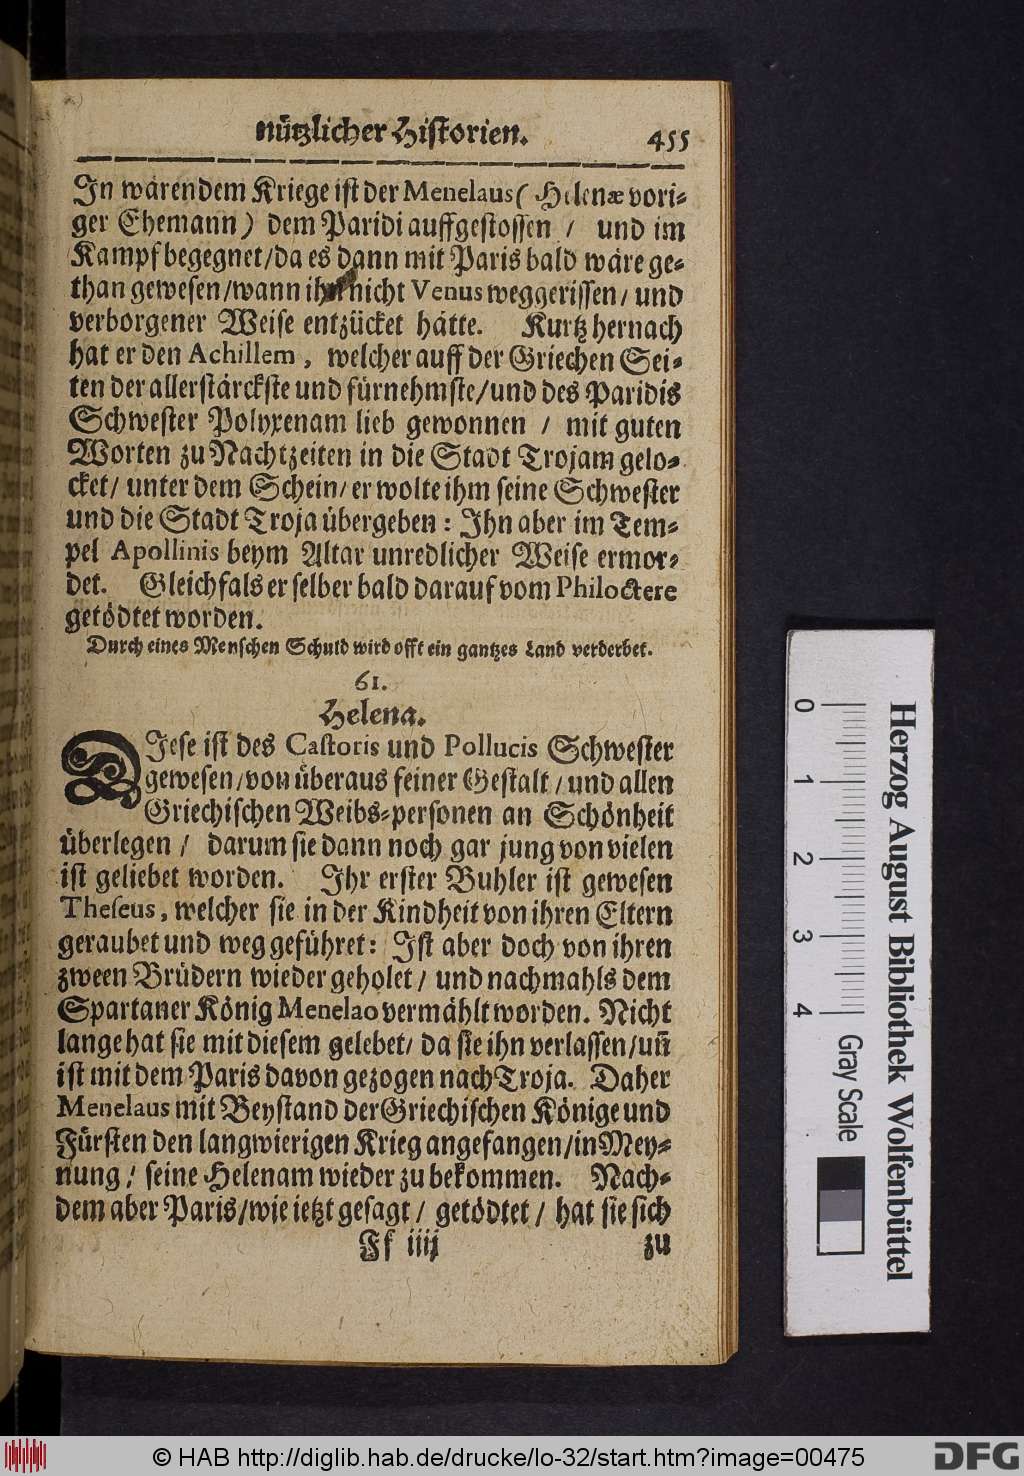 nützlicher Historien. 455
In wärendem Kriege ist der Menelaus (Helenæ vori-
ger Ehemann) dem Paridi auffgestossen / und im
Kampf begegnet / da es dann mit Paris bald wäre ge-
than gewesen / wann ihn nicht Venus weggerissen / und
verborgener Weise entzücket hätte. Kurtz hernach
hat er den Achillem, welcher auff der Griechen Sei-
ten der allerstärckste und fürnehmste / und des Paridis
Schwester Polyxenam lieb gewonnen / mit guten
Worten zu Nachtzeiten in die Stadt Trojam gelo-
cket / unter dem Schein / er wolte ihm seine Schwester
und die Stadt Troja übergeben: Ihn aber im Tem-
pel Apollinis beym Altar unredlicher Weise ermor-
det. Gleichfals er selber bald darauf vom Philoctere
getödtet worden.
Durch eines Menschen Schuld wird offt ein gantzes Land verderbet.
61.
Helena.
DIese ist des Castoris und Pollucis Schwester
gewesen / von überaus feiner Gestalt / und allen
Griechischen Weibs-personen an Schönheit
überlegen / darum sie dann noch gar jung von vielen
ist geliebet worden. Ihr erster Buhler ist gewesen
Theseus, welcher sie in der Kindheit von ihren Eltern
geraubet und weg geführet: Ist aber doch von ihren
zween Brüdern wieder geholet / und nachmahls dem
Spartaner König Menelao vermählt worden. Nicht
lange hat sie mit diesem gelebet / da sie ihn verlassen / uñ
ist mit dem Paris davon gezogen nach Troja. Daher
Menelaus mit Beystand der Griechischen Könige und
Fürsten den langwierigen Krieg angefangen / in Mey-
nung / seine Helenam wieder zu bekommen. Nach-
dem aber Paris / wie ietzt gesagt / getödtet / hat sie sich
Ff iiij zu
0 1 2 3 4
Herzog August Bibliothek Wolfenbüttel
Gray Scale
© HAB http://diglib.hab.de/drucke/lo-32/start.htm?image=00475
DFG